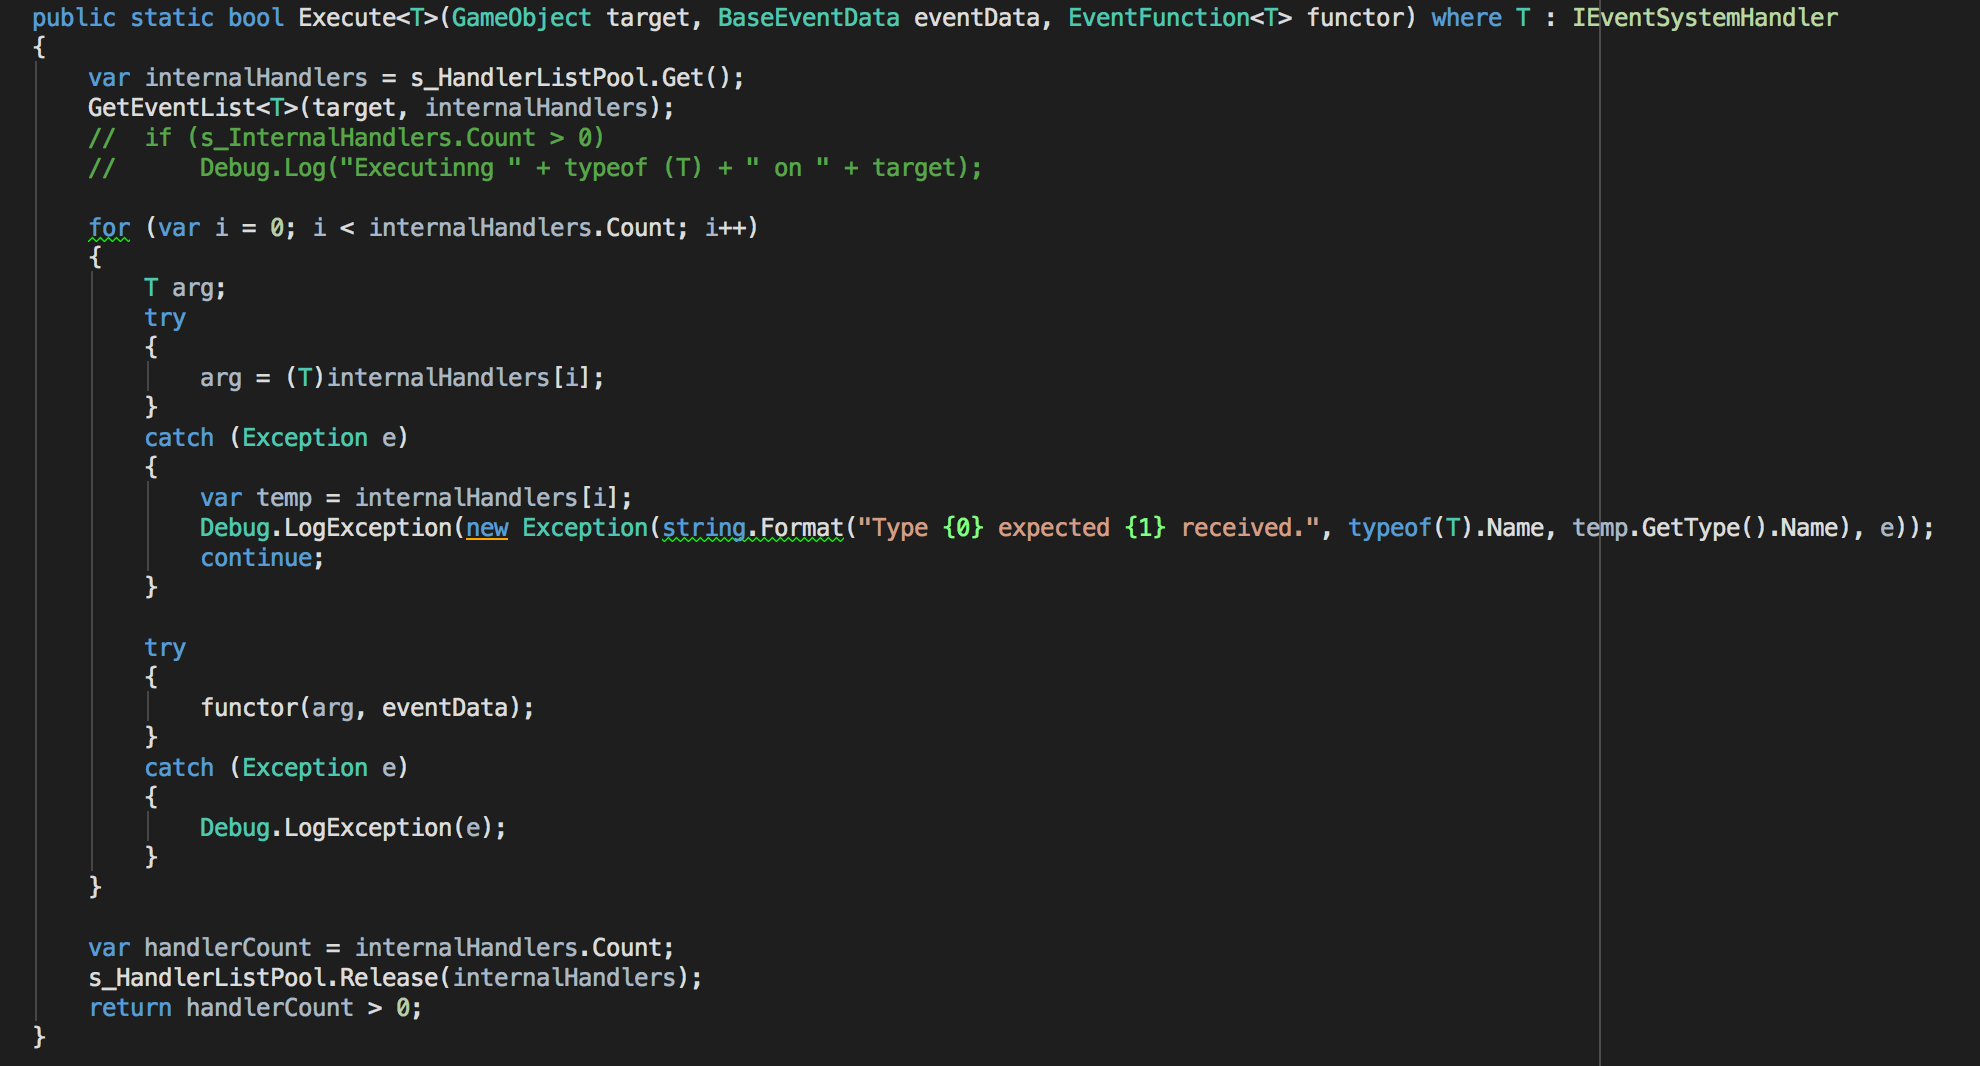 public static bool Execute<T>(GameObject target, BaseEventData eventData, EventFunction<T> functor) where T : IEventSystemHandler
{
    var internalHandlers = s_HandlerListPool.Get();
    GetEventList<T>(target, internalHandlers);
    //  if (s_InternalHandlers.Count > 0)
    //      Debug.Log("Executinng " + typeof (T) + " on " + target);

    for (var i = 0; i < internalHandlers.Count; i++)
    {
        T arg;
        try
        {
            arg = (T)internalHandlers[i];
        }
        catch (Exception e)
        {
            var temp = internalHandlers[i];
            Debug.LogException(new Exception(string.Format("Type {0} expected {1} received.", typeof(T).Name, temp.GetType().Name), e));
            continue;
        }

        try
        {
            functor(arg, eventData);
        }
        catch (Exception e)
        {
            Debug.LogException(e);
        }
    }

    var handlerCount = internalHandlers.Count;
    s_HandlerListPool.Release(internalHandlers);
    return handlerCount > 0;
}